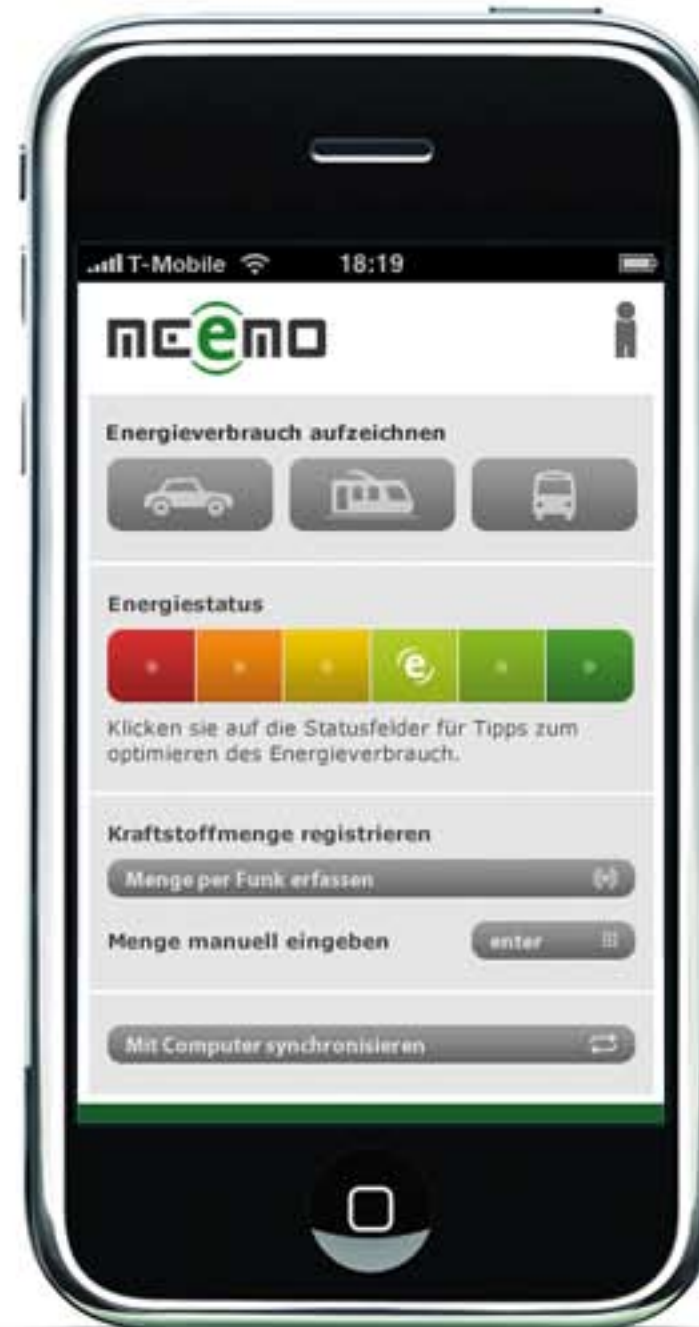 T-Mobile 18:19
mcemo
Energieverbrauch aufzeichnen
Energiestatus
e
Klicken sie auf die Statusfelder für Tipps zum
optimieren des Energieverbrauch.
Kraftstoffmenge registrieren
Menge per Funk erfassen
Menge manuell eingeben enter
Mit Computer synchronisieren